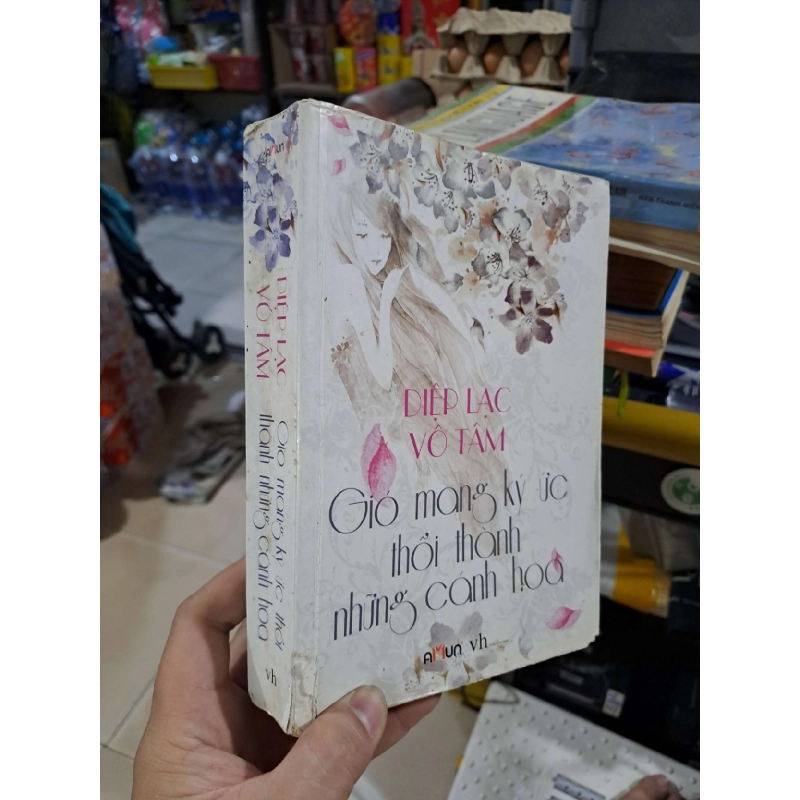 AMun
DIỆP LẠC
VÔ TÂM
Gió mang ký ức thổi
thành những cánh hoa
vh
DIỆP LẠC
VÔ TÂM
Gió mang ký ức
thổi thành
những cánh hoa
AMun
vh